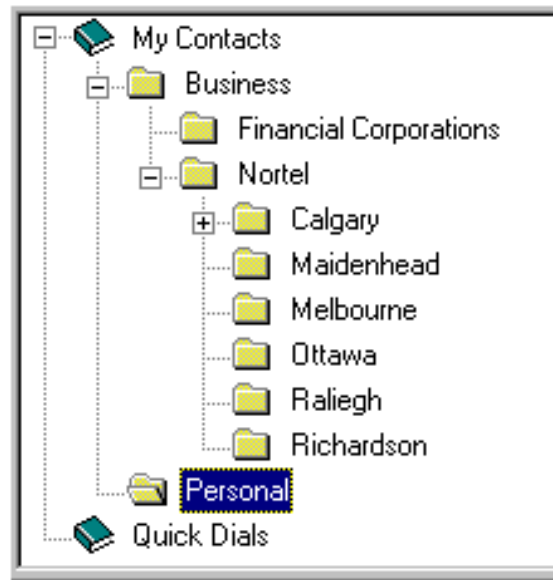 My Contacts
Business
Financial Corporations
Nortel
Calgary
Maidenhead
Melbourne
Ottawa
Raliegh
Richardson
Personal
Quick Dials